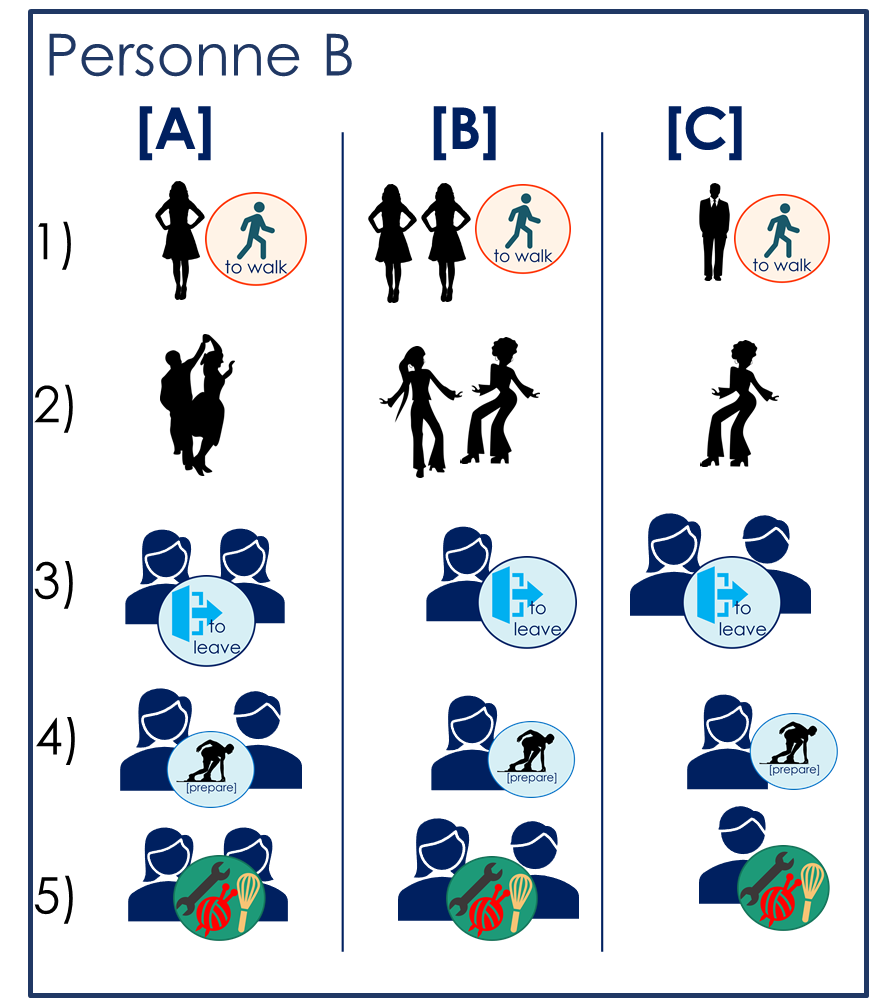 Personne B
[A] [B] [C]
1)
to walk
to walk
to walk
2)
3)
to
leave
to
leave
to
leave
4)
[prepare]
[prepare]
[prepare]
5)